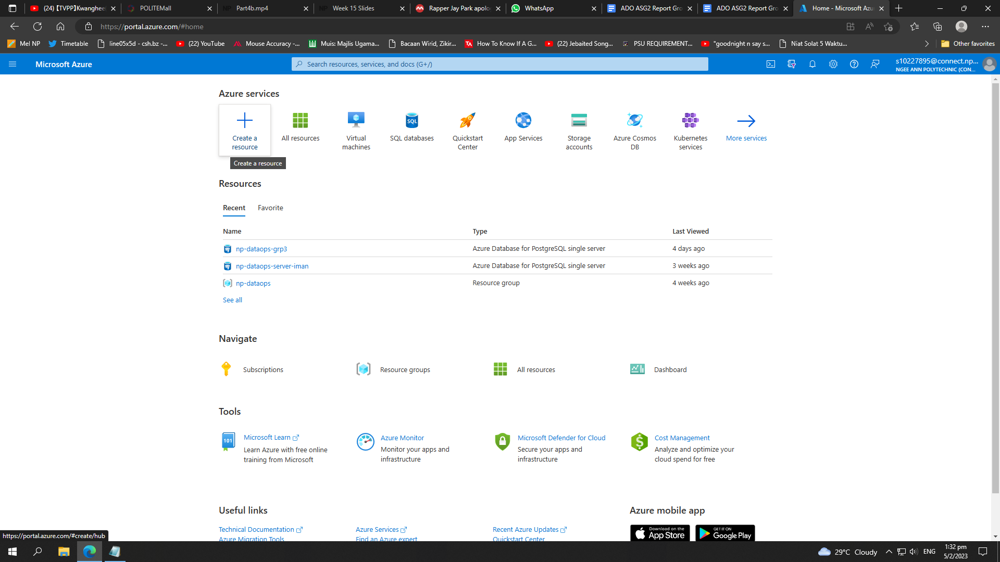 (24) 【TVPP】Kwanghee(
POLITEMall
NP Part4b.mp4
NP Week 15 Slides
Rapper Jay Park apolo
WhatsApp
ADO ASG2 Report Gro
ADO ASG2 Report Gro
Home - Microsoft Azu
https://portal.azure.com/#home
Mel NP
Timetable
line05x5d - csh.bz -...
(22) YouTube
Mouse Accuracy -...
Muis: Majlis Ugama...
Bacaan Wirid, Zikir...
TA How To Know If A G...
(22) Jebaited Song...
PSU REQUIREMENT...
"goodnight n say s...
Niat Solat 5 Waktu...
Other favorites
Microsoft Azure
Search resources, services, and docs (G+/)
s10227895@connect.np...
NGEE ANN POLYTECHNIC (CON...
Azure services
Create a
resource
All resources
Virtual
machines
SQL
SQL databases
Quickstart
Center
App Services
Storage
accounts
Azure Cosmos
DB
Kubernetes
services
More services
Create a resource
Resources
Recent
Favorite
Name
Type
Last Viewed
np-dataops-grp3
Azure Database for PostgreSQL single server
4 days ago
np-dataops-server-iman
Azure Database for PostgreSQL single server
3 weeks ago
np-dataops
Resource group
4 weeks ago
See all
Navigate
Subscriptions
Resource groups
All resources
Dashboard
Tools
101
Microsoft Learn
Learn Azure with free online
training from Microsoft
Azure Monitor
Monitor your apps and
infrastructure
Microsoft Defender for Cloud
Secure your apps and
infrastructure
$
Cost Management
Analyze and optimize your
cloud spend for free
Useful links
Azure mobile app
Technical Documentation
Azure Services
Recent Azure Updates
Azure Migration Tools
Find an Azure expert
Quickstart Center
Download on the
App Store
GET IT ON
Google Play
https://portal.azure.com/#create/hub
29°C Cloudy
ENG
1:32 pm
5/2/2023